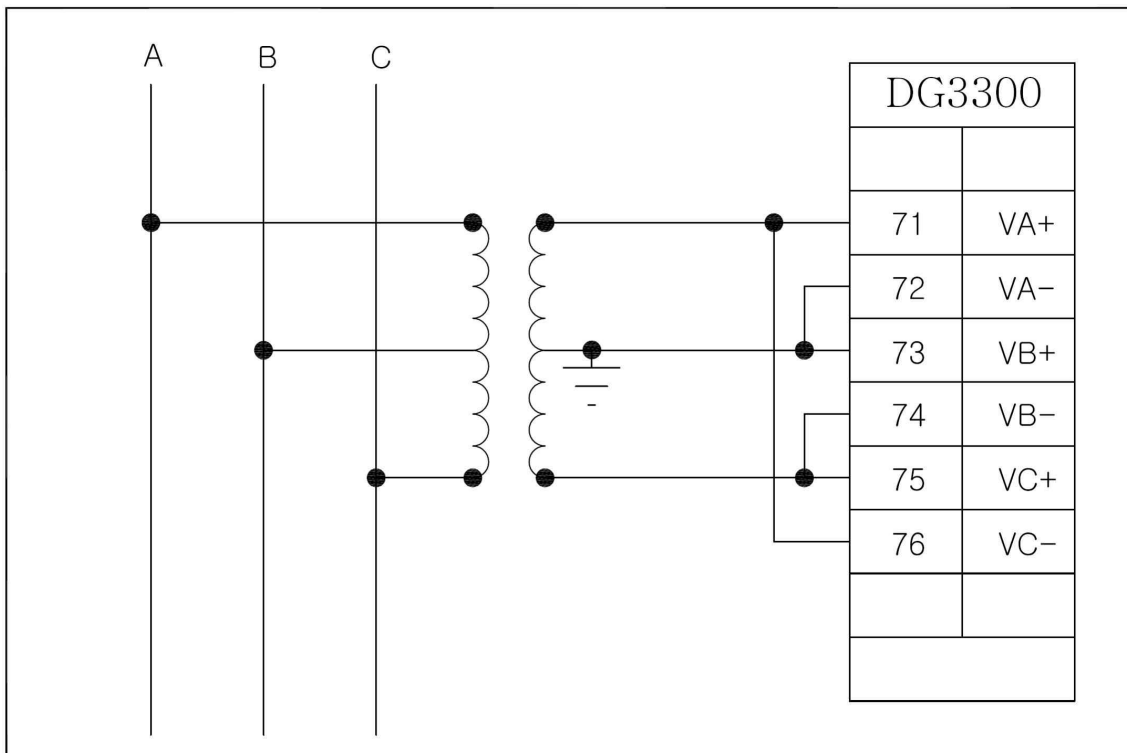 A B C
DG3300
71 VA+
72 VA-
73 VB+
74 VB-
75 VC+
76 VC-